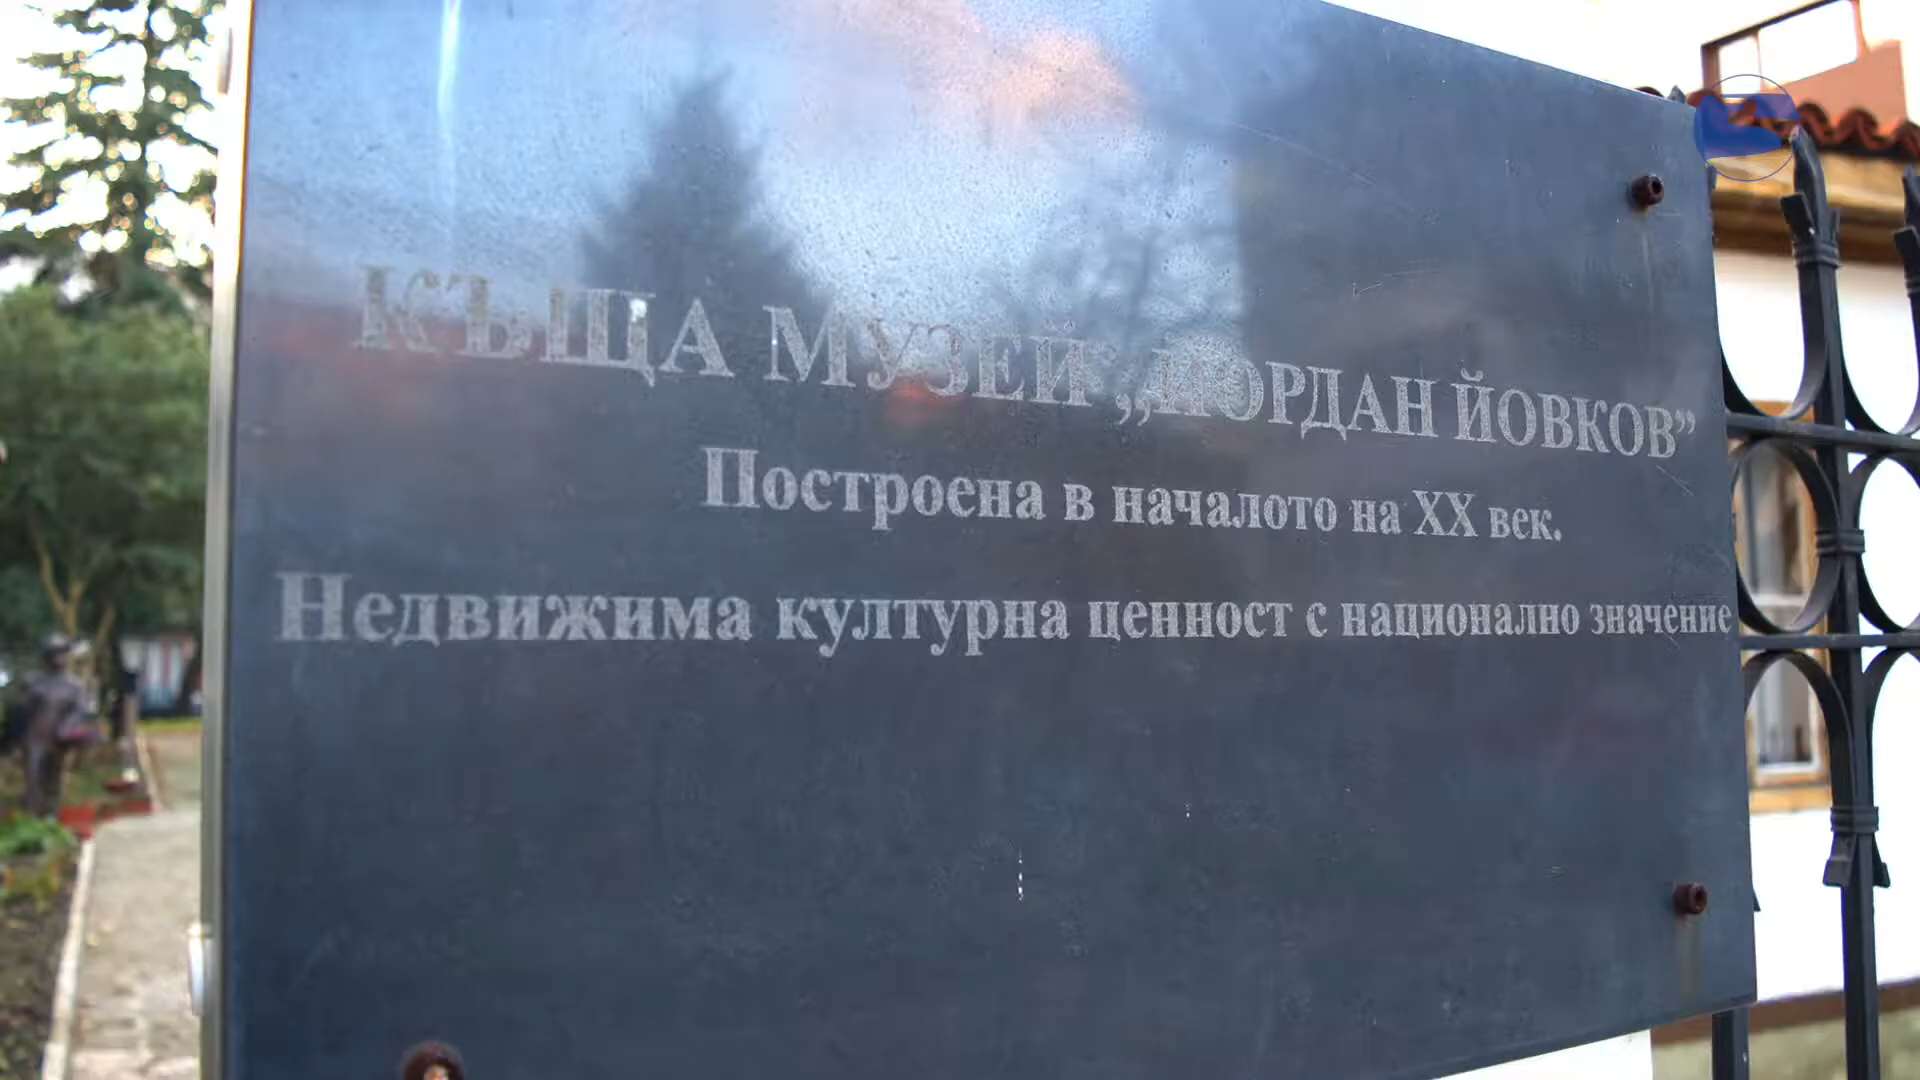 КЪЩА МУЗЕЙ „ЙОРДАН ЙОВКОВ”
Построена в началото на XX век.
Недвижима културна ценност с национално значение